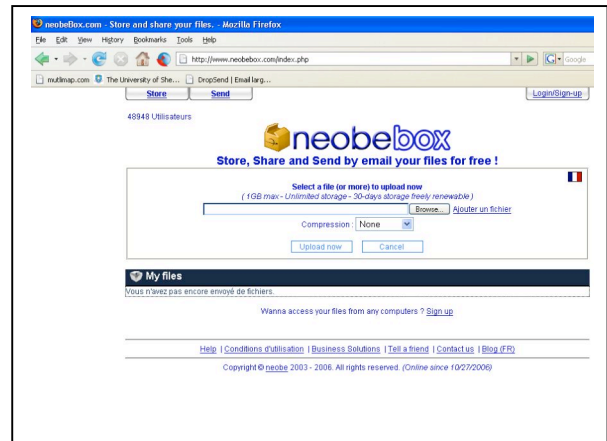 neobeBox.com - Store and share your files. - Mozilla Firefox
File Edit View History Bookmarks Tools Help
http://www.neobebox.com/index.php
Google
mutlimap.com The University of She... DropSend | Email larg...
Store Send Login/Sign-up
48948 Utilisateurs
neobebox
Store, Share and Send by email your files for free !
Select a file (or more) to upload now
( 1GB max - Unlimited storage - 30-days storage freely renewable )
Browse... Ajouter un fichier
Compression : None
Upload now Cancel
My files
Vous n'avez pas encore envoyé de fichiers.
Wanna access your files from any computers ? Sign up
Help | Conditions d'utilisation | Business Solutions | Tell a friend | Contact us | Blog (FR)
Copyright © neobe 2003 - 2006. All rights reserved. (Online since 10/27/2006)